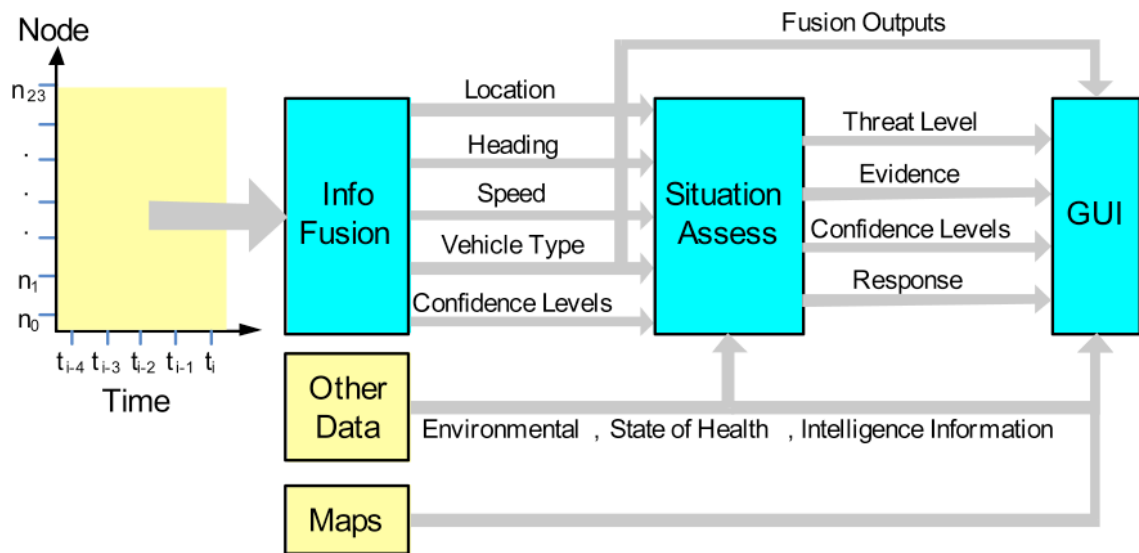 Node
Fusion Outputs
n23
.
.
.
n1
n0
ti-4 ti-3 ti-2 ti-1 ti
Time
Info
Fusion
Location
Heading
Speed
Vehicle Type
Confidence Levels
Situation
Assess
Threat Level
Evidence
Confidence Levels
Response
GUI
Other
Data
Environmental , State of Health , Intelligence Information
Maps